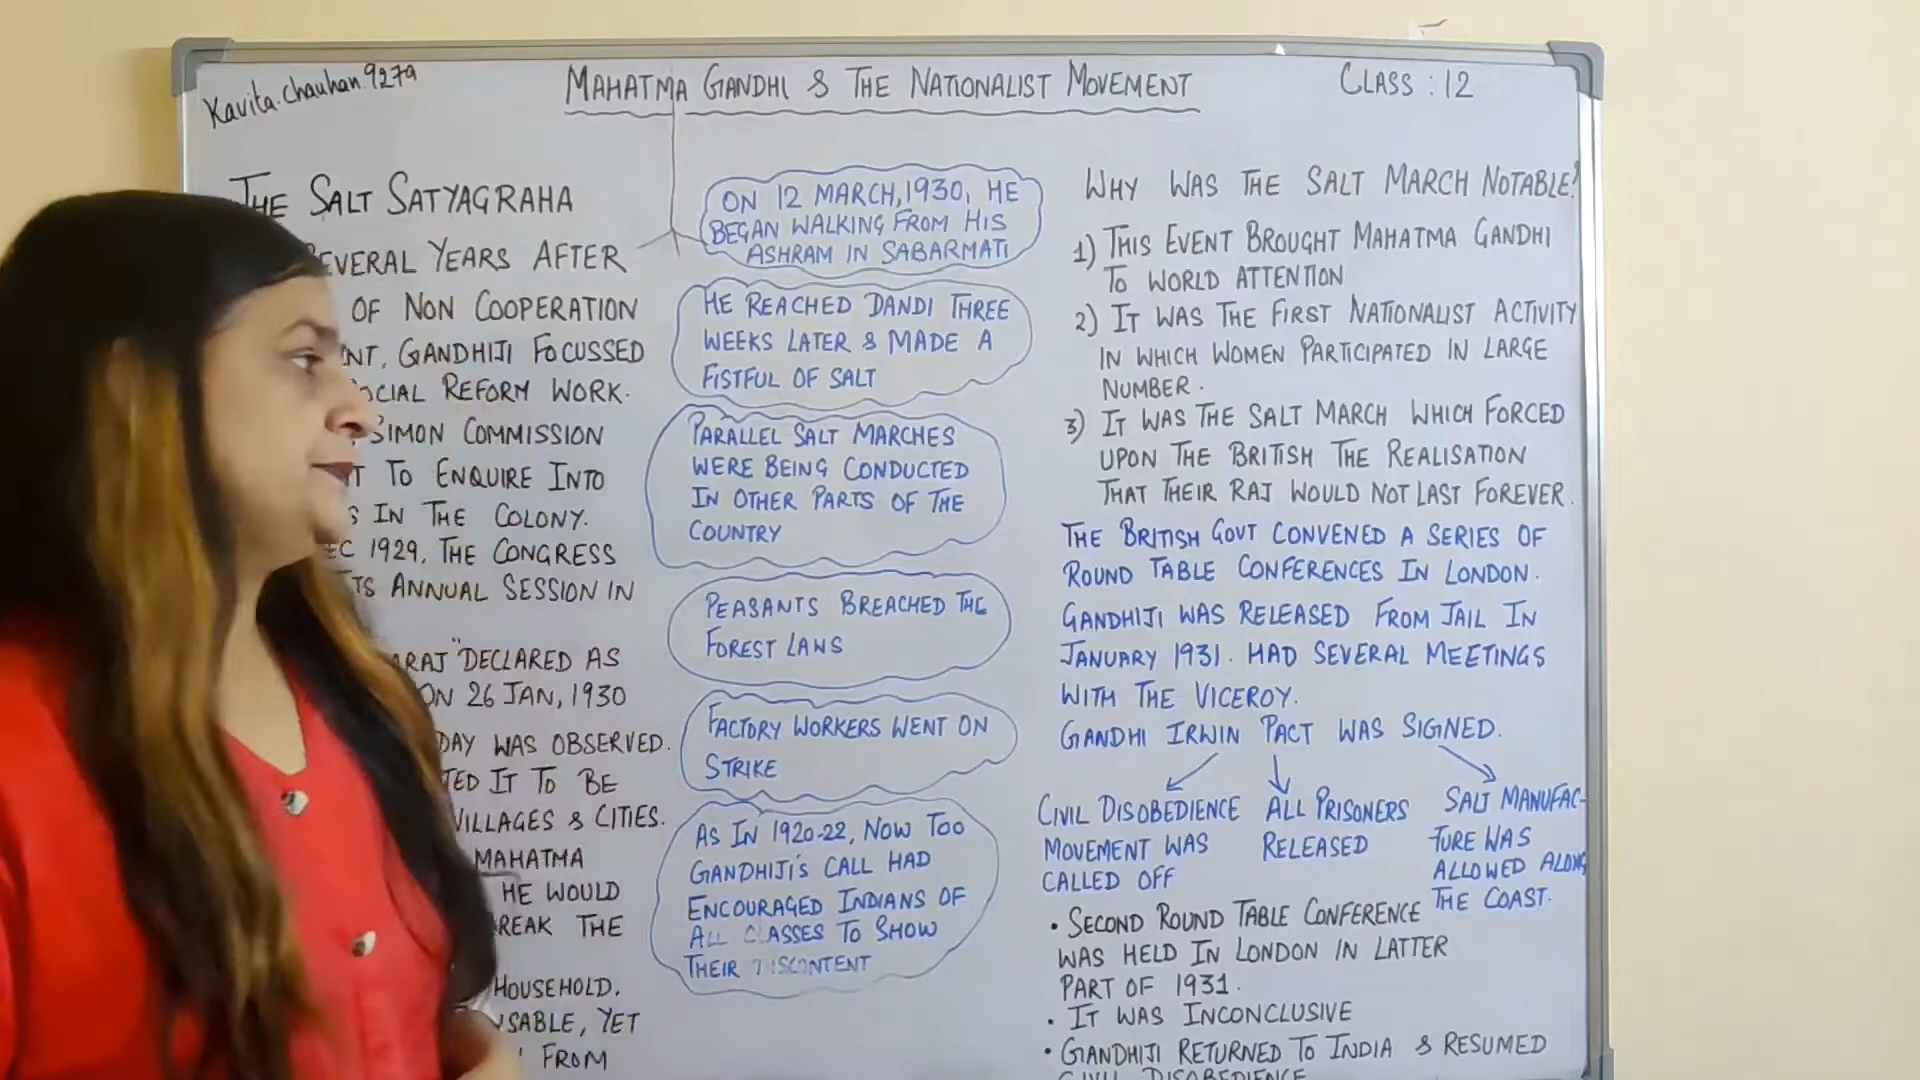 Kavita.chauhan.9279
MAHATMA GANDHI & THE NATIONALIST MOVEMENT
CLASS : 12
THE SALT SATYAGRAHA
EVERAL YEARS AFTER
OF NON COOPERATION
NT, GANDHIJI FOCUSSED
OCIAL REFORM WORK.
SIMON COMMISSION
T TO ENQUIRE INTO
S IN THE COLONY.
EC 1929, THE CONGRESS
TS ANNUAL SESSION IN
ARAJ" DECLARED AS
ON 26 JAN, 1930
DAY WAS OBSERVED.
TED IT TO BE
VILLAGES & CITIES.
MAHATMA
HE WOULD
REAK THE
HOUSEHOLD,
NSABLE, YET
FROM
ON 12 MARCH, 1930, HE
BEGAN WALKING FROM HIS
ASHRAM IN SABARMATI
HE REACHED DANDI THREE
WEEKS LATER & MADE A
FISTFUL OF SALT
PARALLEL SALT MARCHES
WERE BEING CONDUCTED
IN OTHER PARTS OF THE
COUNTRY
PEASANTS BREACHED THE
FOREST LAWS
FACTORY WORKERS WENT ON
STRIKE
AS IN 1920-22, NOW TOO
GANDHIJI'S CALL HAD
ENCOURAGED INDIANS OF
ALL CLASSES TO SHOW
THEIR DISCONTENT
WHY WAS THE SALT MARCH NOTABLE?
1) THIS EVENT BROUGHT MAHATMA GANDHI
TO WORLD ATTENTION
2) IT WAS THE FIRST NATIONALIST ACTIVITY
IN WHICH WOMEN PARTICIPATED IN LARGE
NUMBER.
3) IT WAS THE SALT MARCH WHICH FORCED
UPON THE BRITISH THE REALISATION
THAT THEIR RAJ WOULD NOT LAST FOREVER.
THE BRITISH GOVT CONVENED A SERIES OF
ROUND TABLE CONFERENCES IN LONDON.
GANDHIJI WAS RELEASED FROM JAIL IN
JANUARY 1931. HAD SEVERAL MEETINGS
WITH THE VICEROY.
GANDHI IRWIN PACT WAS SIGNED.
CIVIL DISOBEDIENCE
MOVEMENT WAS
CALLED OFF
ALL PRISONERS
RELEASED
SALT MANUFAC-
TURE WAS
ALLOWED ALONG
THE COAST.
• SECOND ROUND TABLE CONFERENCE
WAS HELD IN LONDON IN LATTER
PART OF 1931.
• IT WAS INCONCLUSIVE
• GANDHIJI RETURNED TO INDIA & RESUMED
CIVIL DISOBEDIENCE